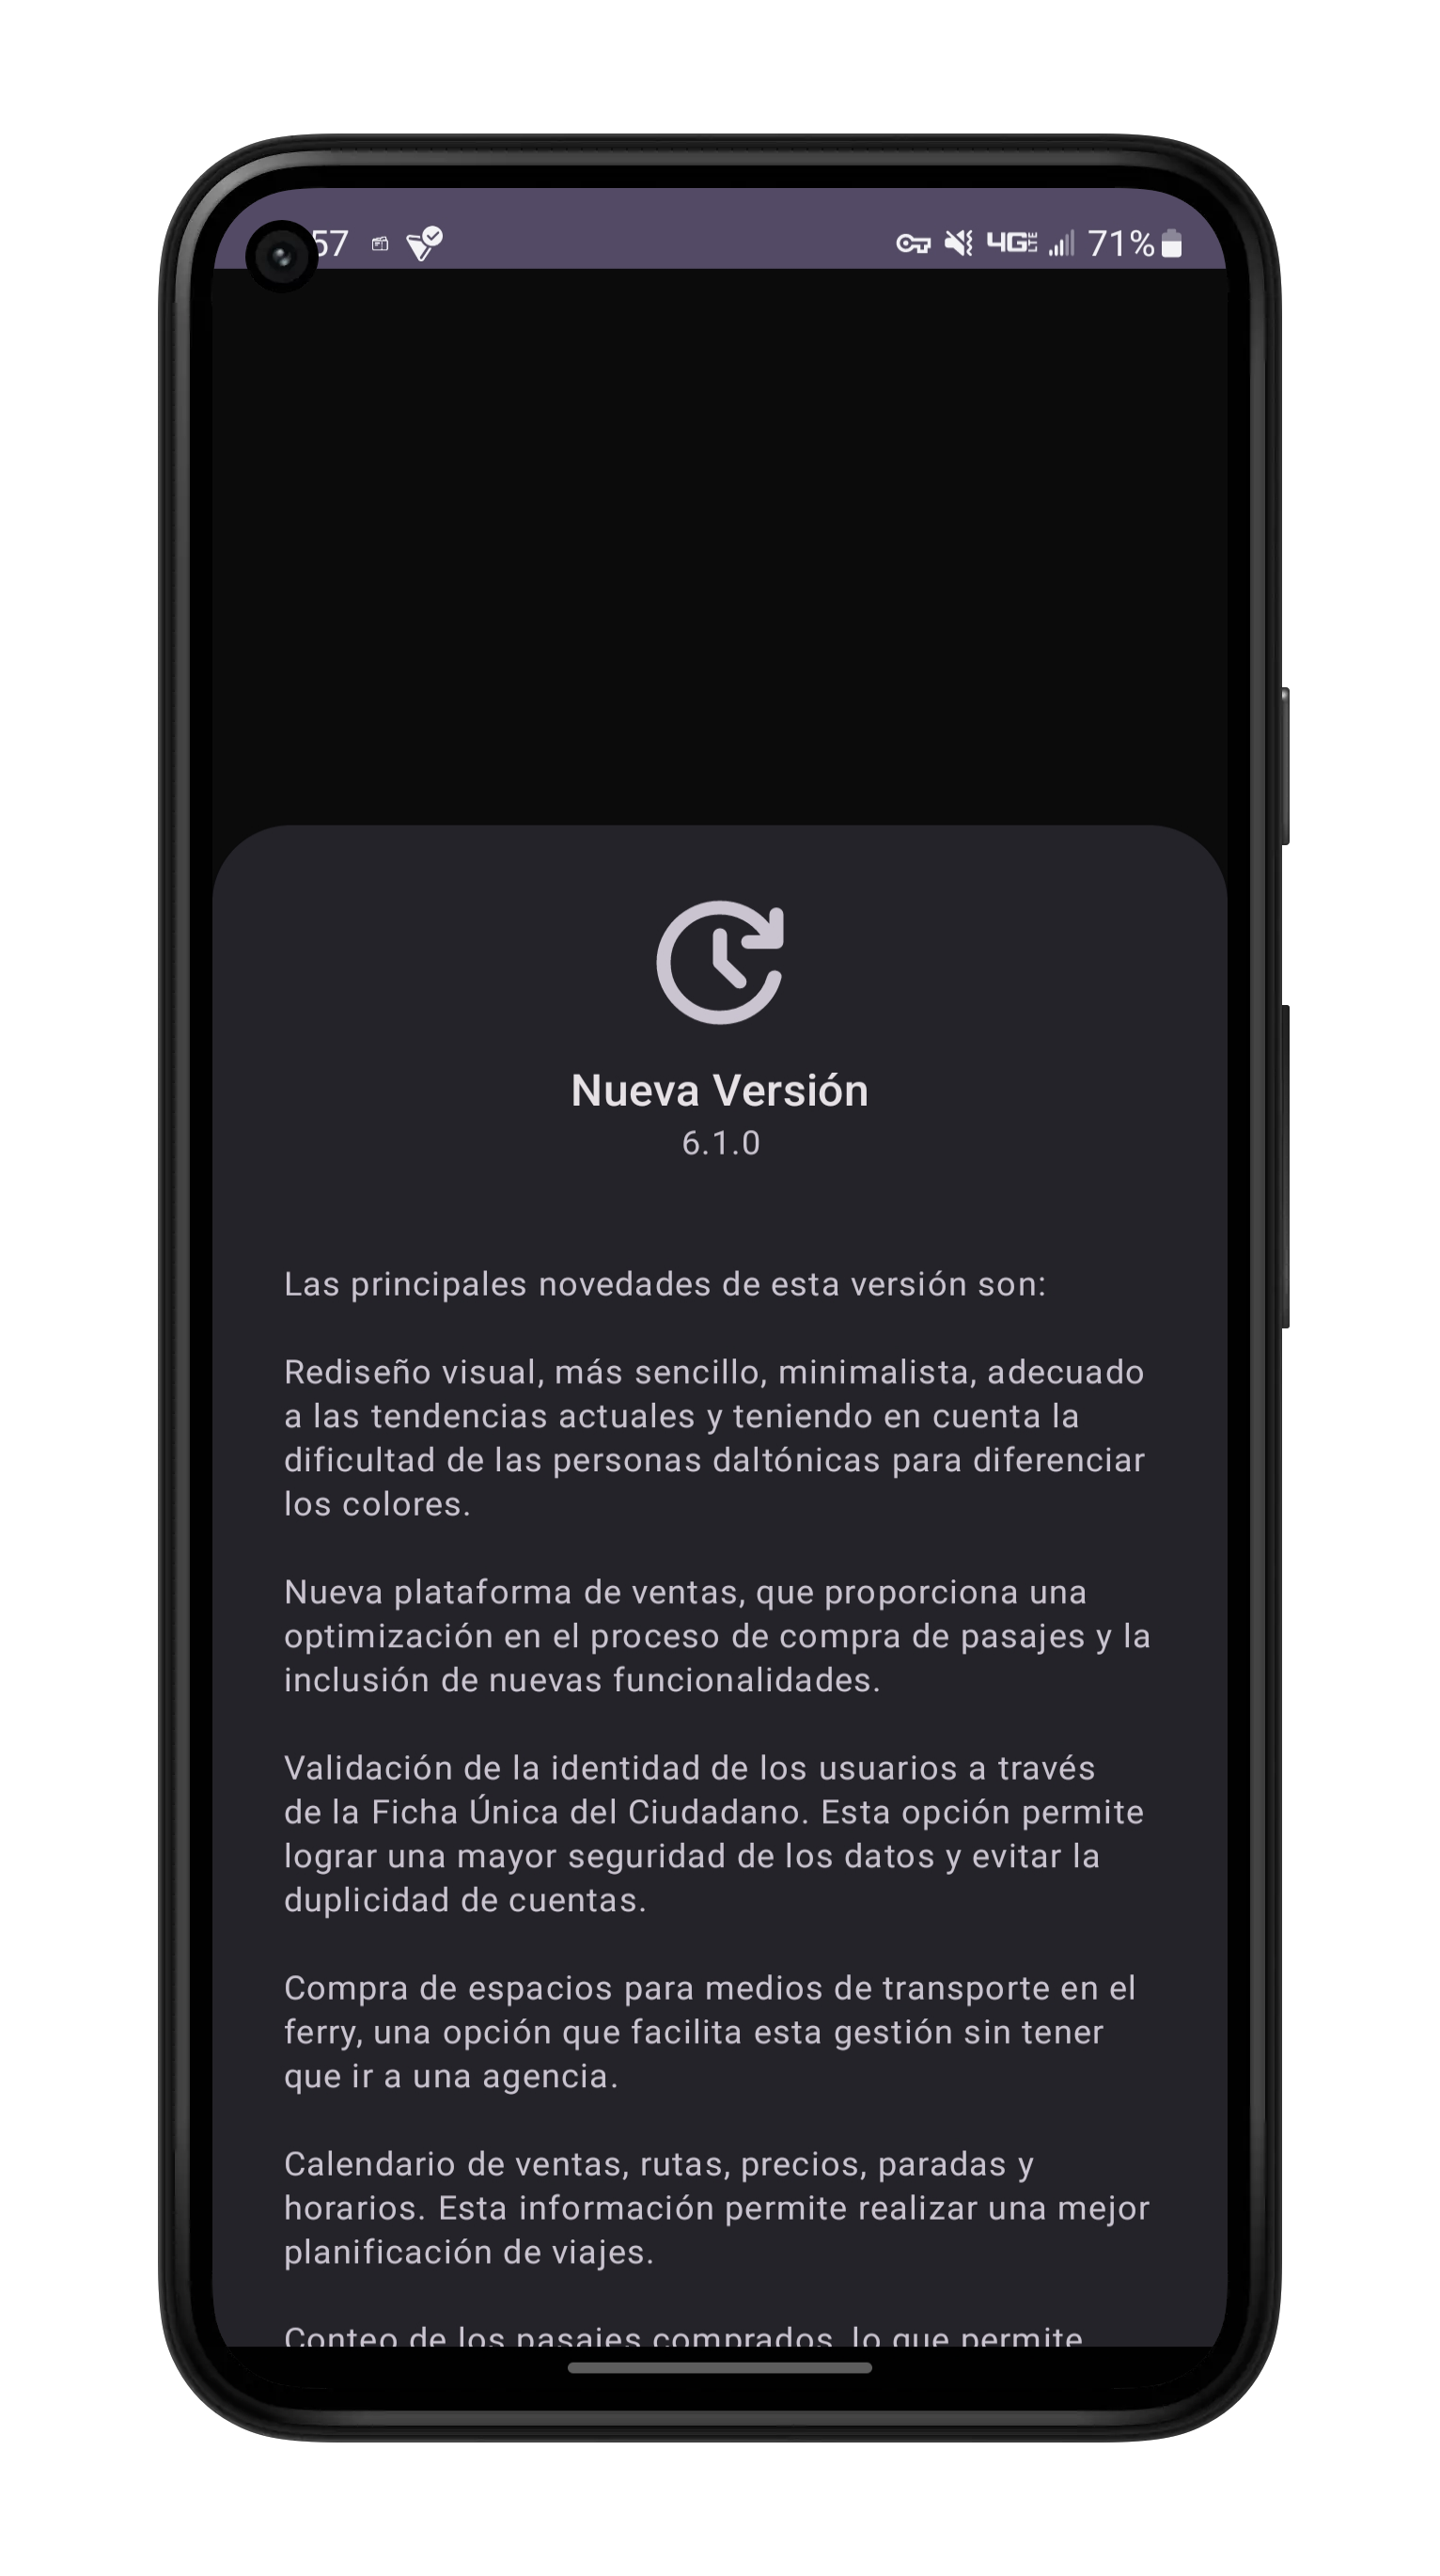 57
4G LTE 71%
Nueva Versión
6.1.0
Las principales novedades de esta versión son:
Rediseño visual, más sencillo, minimalista, adecuado
a las tendencias actuales y teniendo en cuenta la
dificultad de las personas daltónicas para diferenciar
los colores.
Nueva plataforma de ventas, que proporciona una
optimización en el proceso de compra de pasajes y la
inclusión de nuevas funcionalidades.
Validación de la identidad de los usuarios a través
de la Ficha Única del Ciudadano. Esta opción permite
lograr una mayor seguridad de los datos y evitar la
duplicidad de cuentas.
Compra de espacios para medios de transporte en el
ferry, una opción que facilita esta gestión sin tener
que ir a una agencia.
Calendario de ventas, rutas, precios, paradas y
horarios. Esta información permite realizar una mejor
planificación de viajes.
Conteo de los pasajes comprados, lo que permite